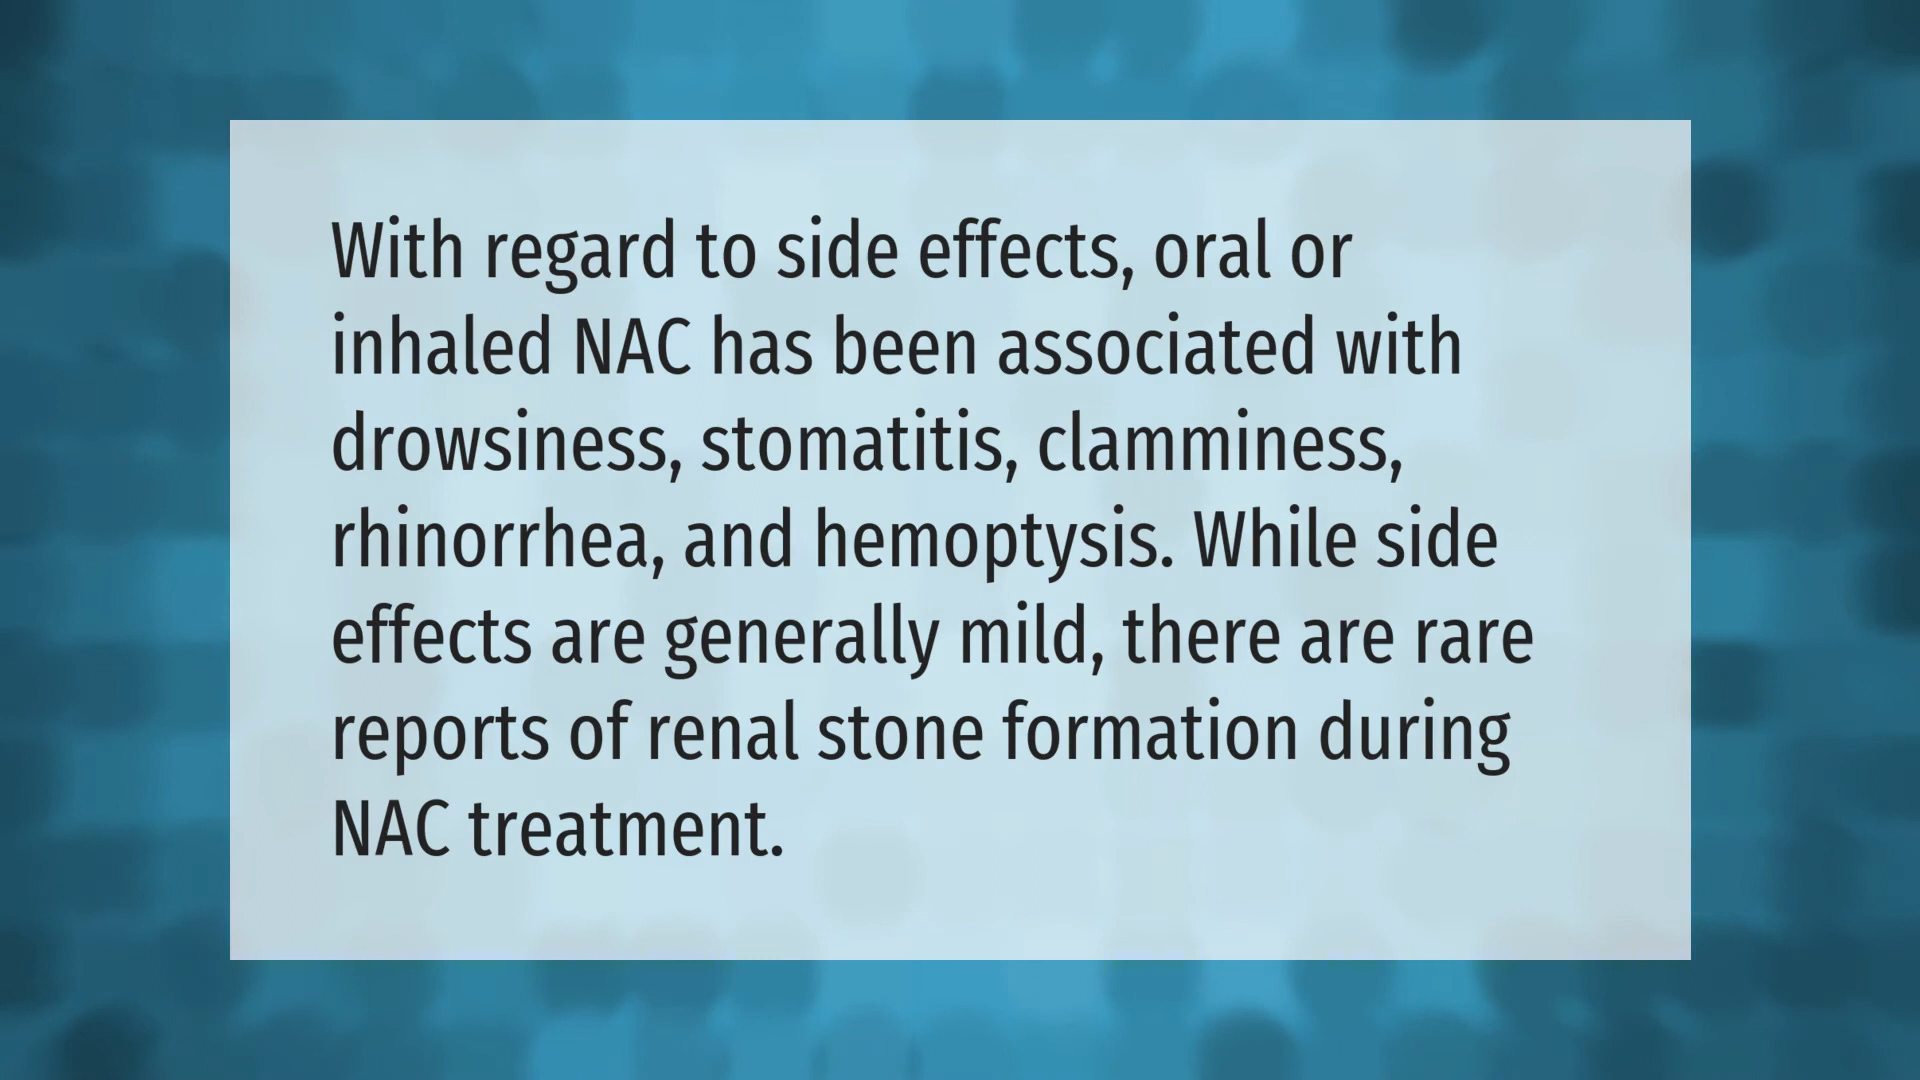 With regard to side effects, oral or
inhaled NAC has been associated with
drowsiness, stomatitis, clamminess,
rhinorrhea, and hemoptysis. While side
effects are generally mild, there are rare
reports of renal stone formation during
NAC treatment.